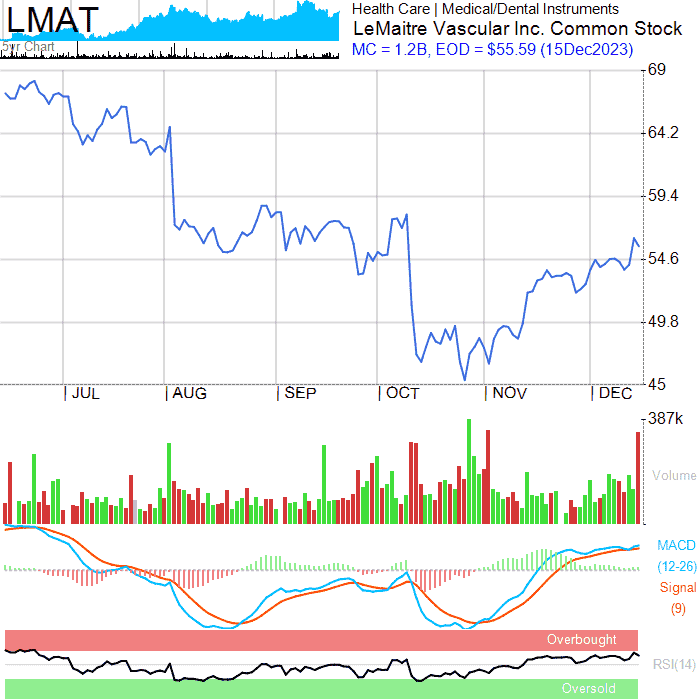 LMAT
5yr Chart
Health Care | Medical/Dental Instruments
LeMaitre Vascular Inc. Common Stock
MC = 1.2B, EOD = $55.59 (15Dec2023)
69
64.2
59.4
54.6
49.8
45
JUL
AUG
SEP
OCT
NOV
DEC
387k
Volume
MACD
(12-26)
Signal
(9)
Overbought
RSI(14)
Oversold